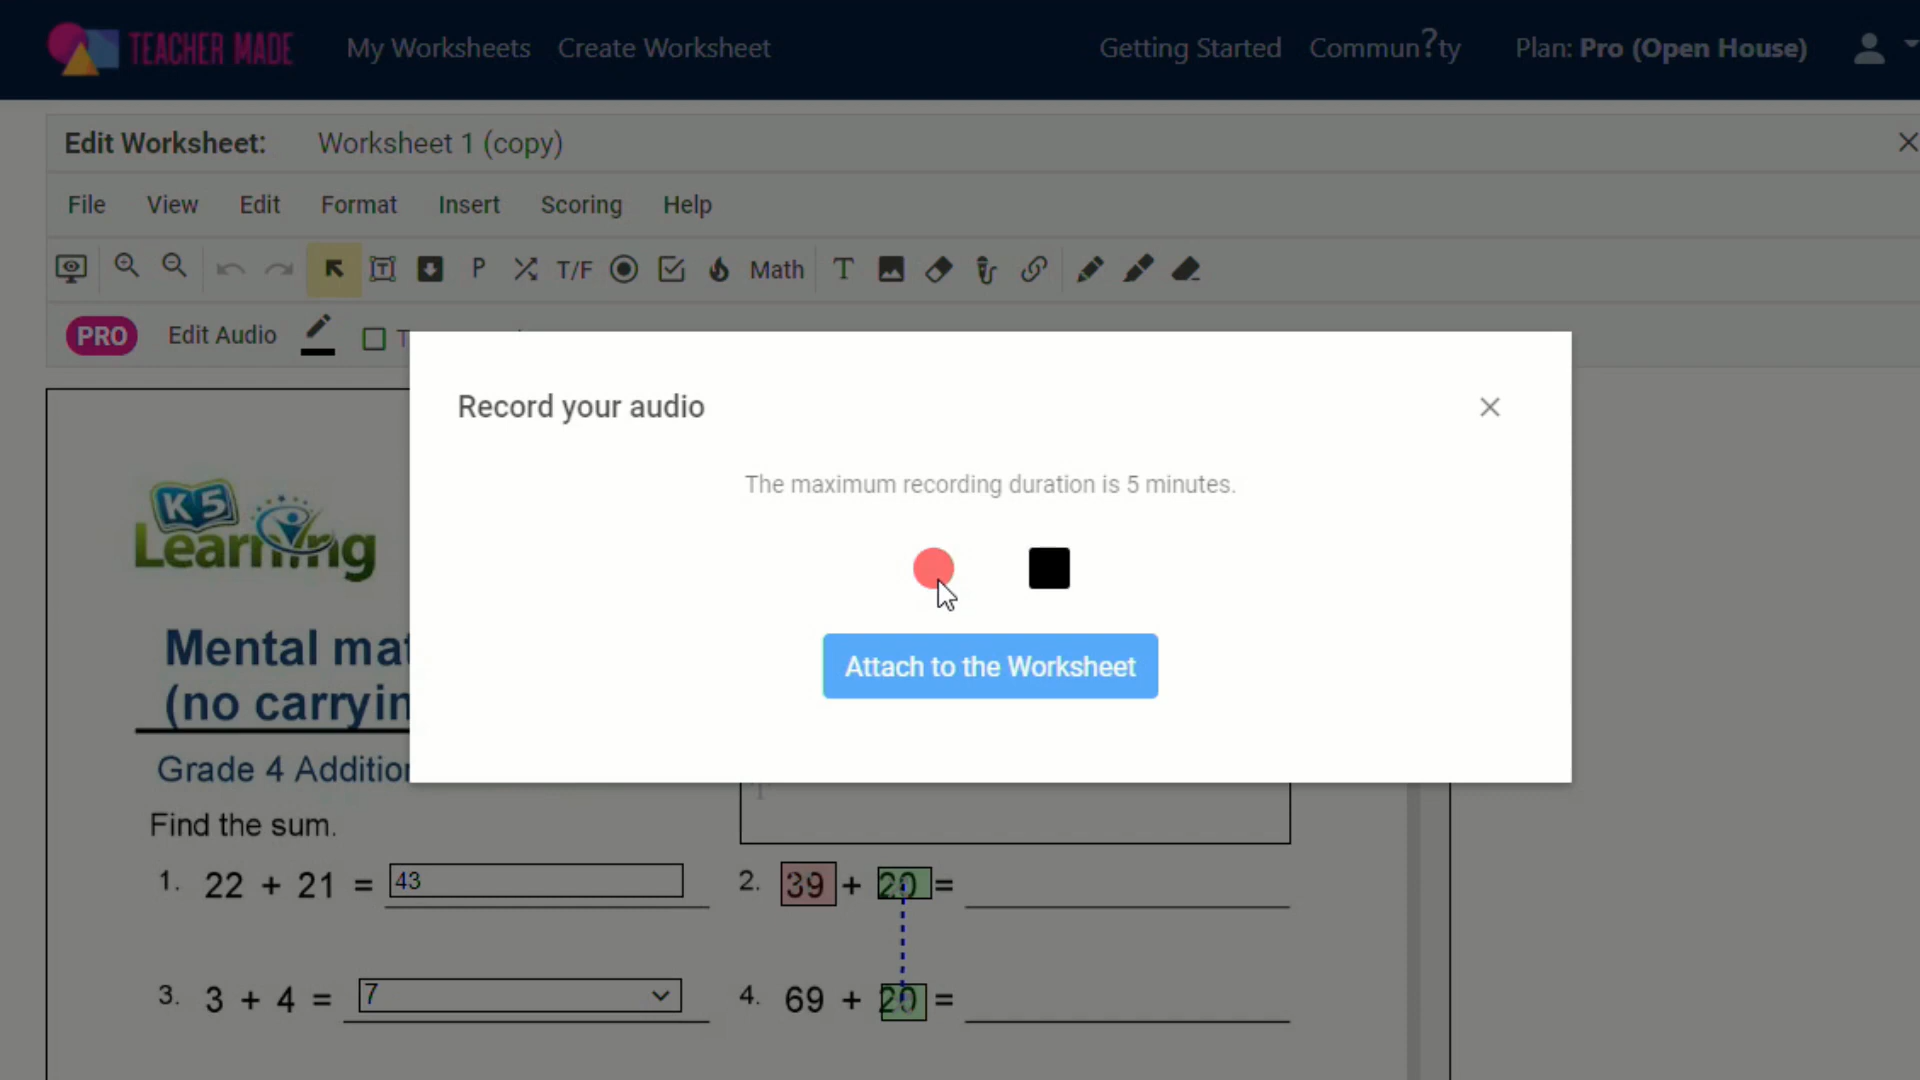 TEACHER MADE My Worksheets Create Worksheet Getting Started Commun?ty Plan: Pro (Open House)
Edit Worksheet: Worksheet 1 (copy)
File View Edit Format Insert Scoring Help
T P T/F Math T
PRO Edit Audio
Record your audio
The maximum recording duration is 5 minutes.
Attach to the Worksheet
K5
Learning
Mental mat
(no carryin
Grade 4 Addition
Find the sum.
1. 22 + 21 = 43 2. 39 + 20 =
3. 3 + 4 = 7 4. 69 + 20 =